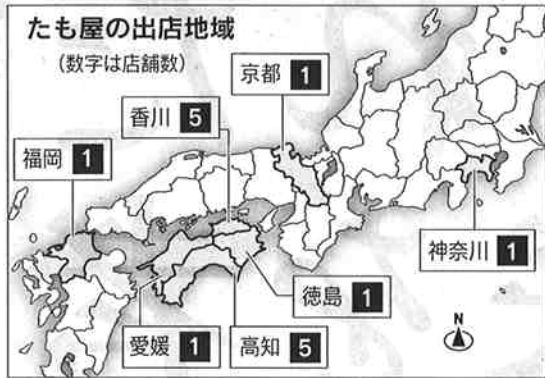 たも屋の出店地域
(数字は店舗数)
京都 1
香川 5
福岡 1
神奈川 1
徳島 1
愛媛 1
高知 5
N